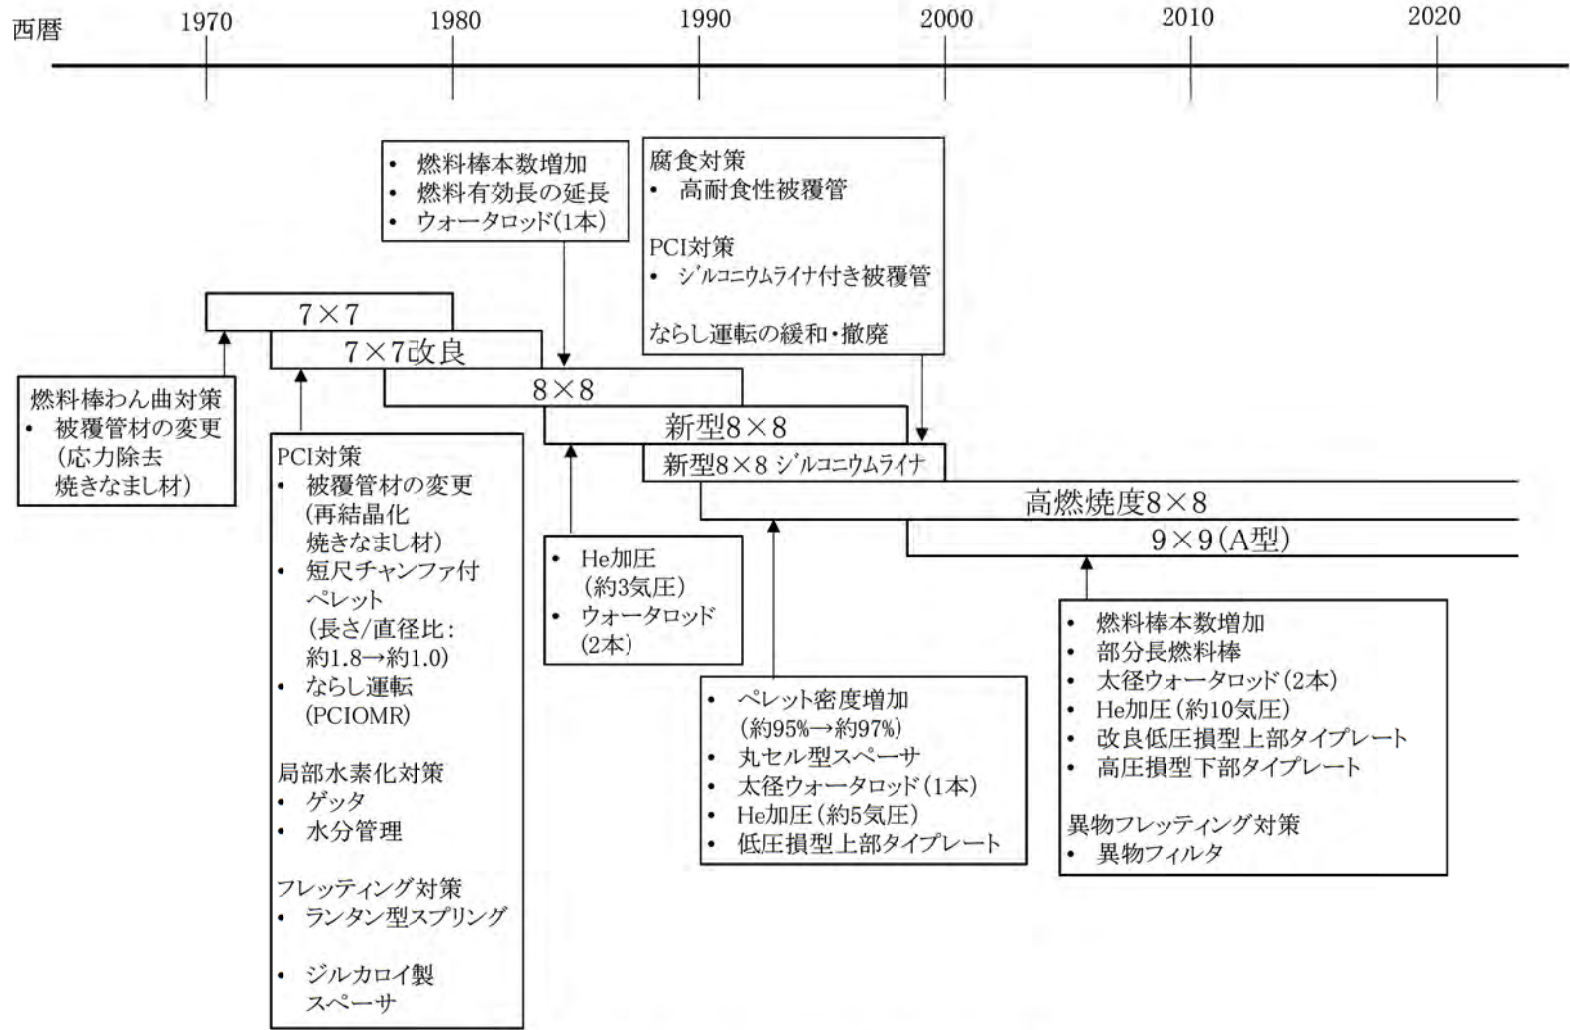 西暦
1970
1980
1990
2000
2010
2020
• 燃料棒本数増加
• 燃料有効長の延長
• ウォータロッド(1本)
腐食対策
• 高耐食性被覆管
PCI対策
• ジルコニウムライナ付き被覆管
ならし運転の緩和・撤廃
7×7
7×7改良
8×8
新型8×8
新型8×8 ジルコニウムライナ
高燃焼度8×8
9×9(A型)
燃料棒わん曲対策
• 被覆管材の変更
(応力除去
焼きなまし材)
PCI対策
• 被覆管材の変更
(再結晶化
焼きなまし材)
• 短尺チャンファ付
ペレット
(長さ/直径比:
約1.8→約1.0)
• ならし運転
(PCIOMR)
局部水素化対策
• ゲッタ
• 水分管理
フレッティング対策
• ランタン型スプリング
• ジルカロイ製
スペーサ
• He加圧
(約3気圧)
• ウォータロッド
(2本)
• ペレット密度増加
(約95%→約97%)
• 丸セル型スペーサ
• 太径ウォータロッド(1本)
• He加圧(約5気圧)
• 低圧損型上部タイプレート
• 燃料棒本数増加
• 部分長燃料棒
• 太径ウォータロッド(2本)
• He加圧(約10気圧)
• 改良低圧損型上部タイプレート
• 高圧損型下部タイプレート
異物フレッティング対策
• 異物フィルタ